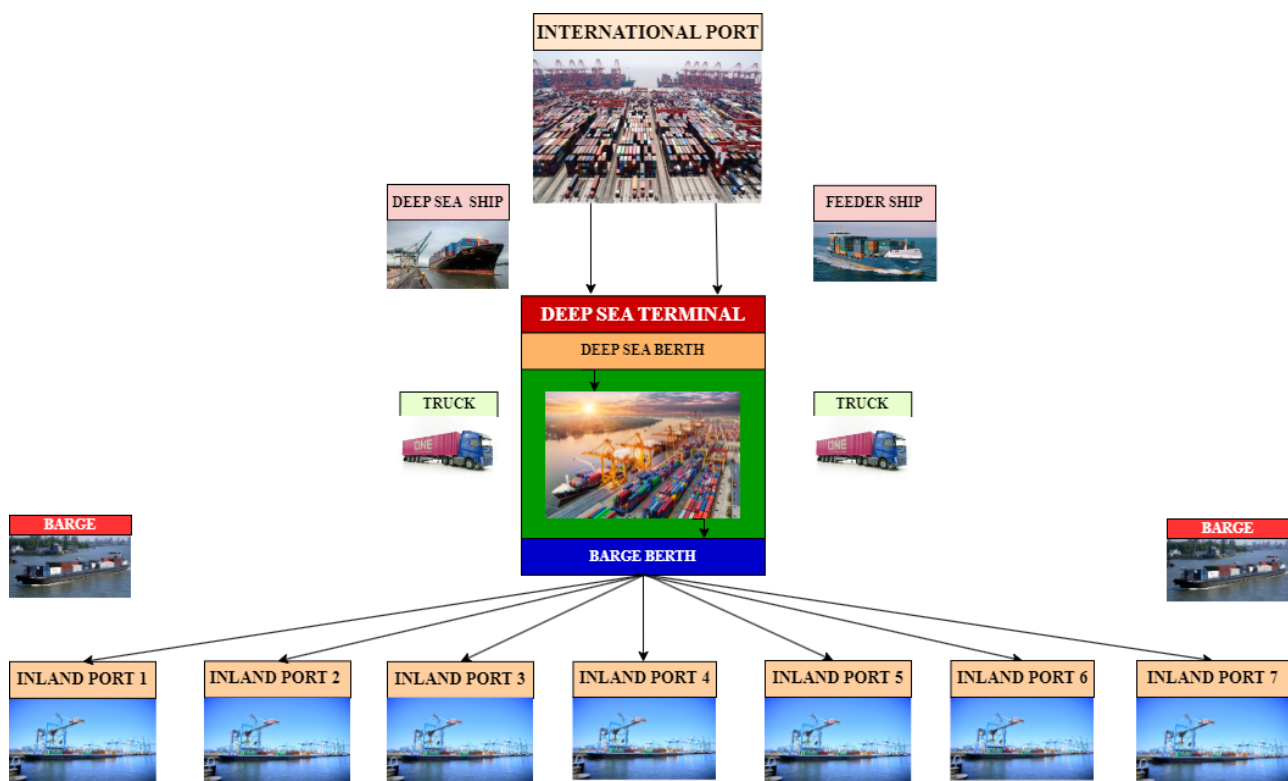 INTERNATIONAL PORT
DEEP SEA SHIP
FEEDER SHIP
DEEP SEA TERMINAL
DEEP SEA BERTH
TRUCK
TRUCK
ONE
ONE
BARGE
BARGE
BARGE BERTH
INLAND PORT 1
INLAND PORT 2
INLAND PORT 3
INLAND PORT 4
INLAND PORT 5
INLAND PORT 6
INLAND PORT 7